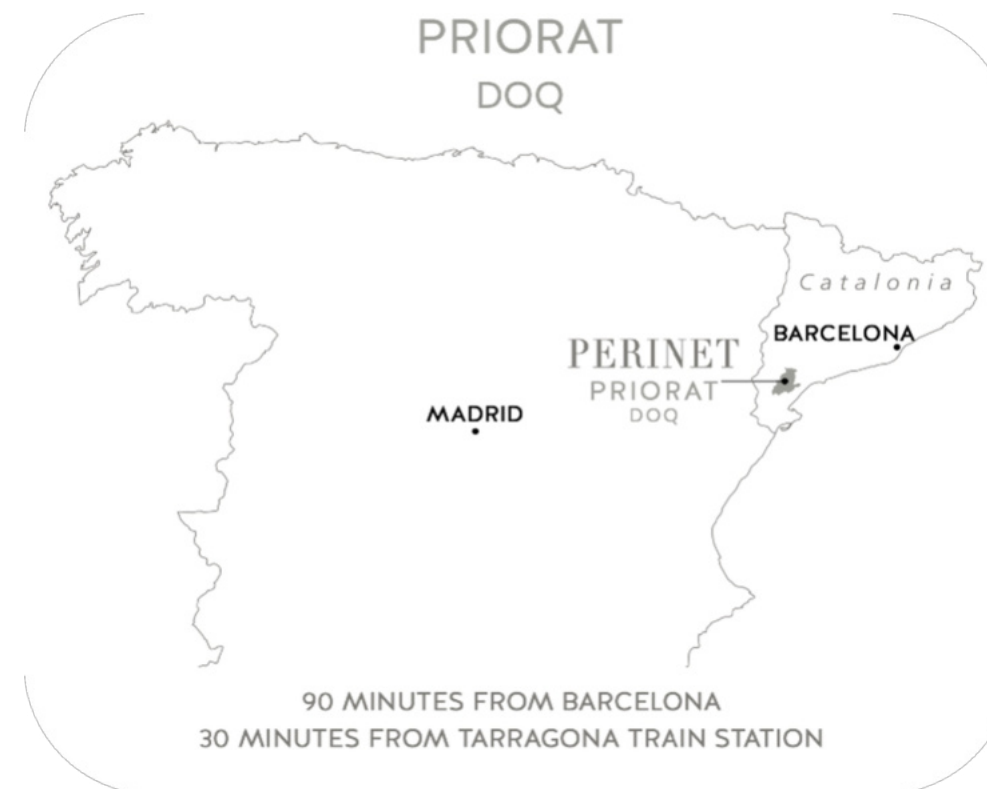 PRIORAT
DOQ
Catalonia
BARCELONA
PERINET
PRIORAT
DOQ
MADRID
90 MINUTES FROM BARCELONA
30 MINUTES FROM TARRAGONA TRAIN STATION